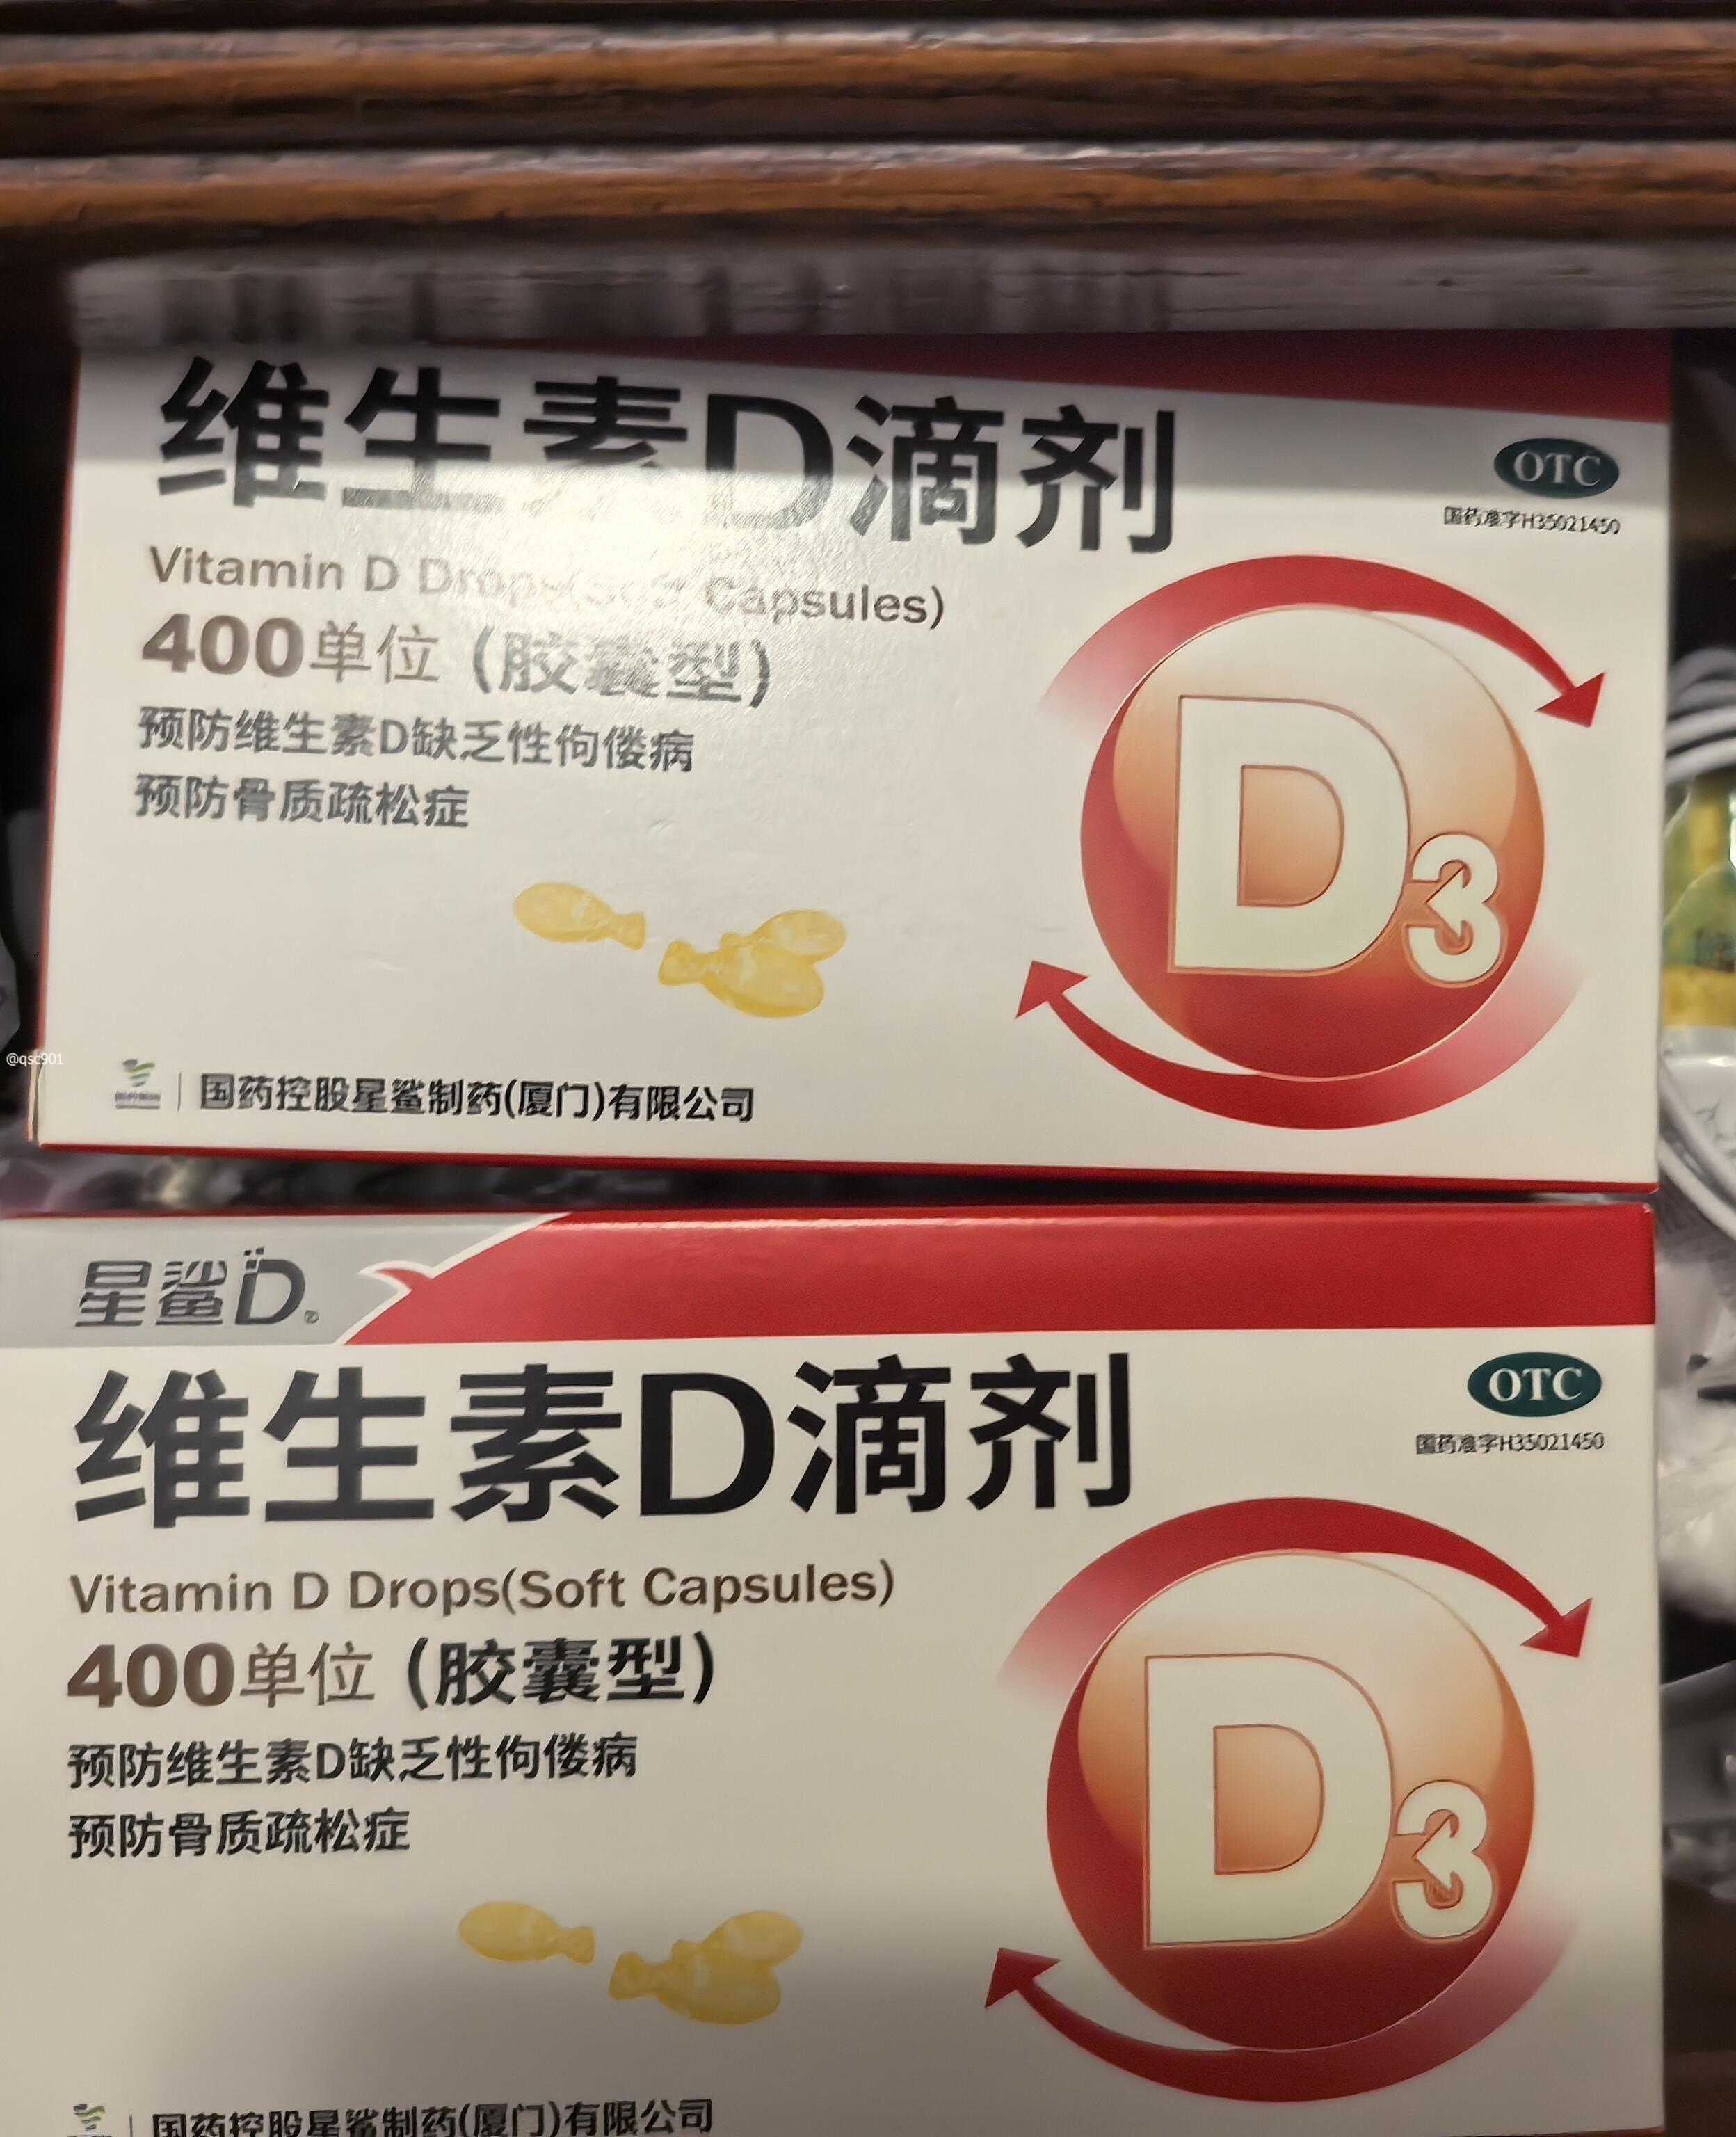 维生素D滴剂
OTC
国药准字H35021450
Vitamin D Drops(Soft Capsules)
400单位(胶囊型)
预防维生素D缺乏性佝偻病
预防骨质疏松症
D3
@qsc901
国药控股星鲨制药(厦门)有限公司
星鲨D®
维生素D滴剂
OTC
国药准字H35021450
Vitamin D Drops(Soft Capsules)
400单位(胶囊型)
预防维生素D缺乏性佝偻病
预防骨质疏松症
D3
国药控股星鲨制药(厦门)有限公司